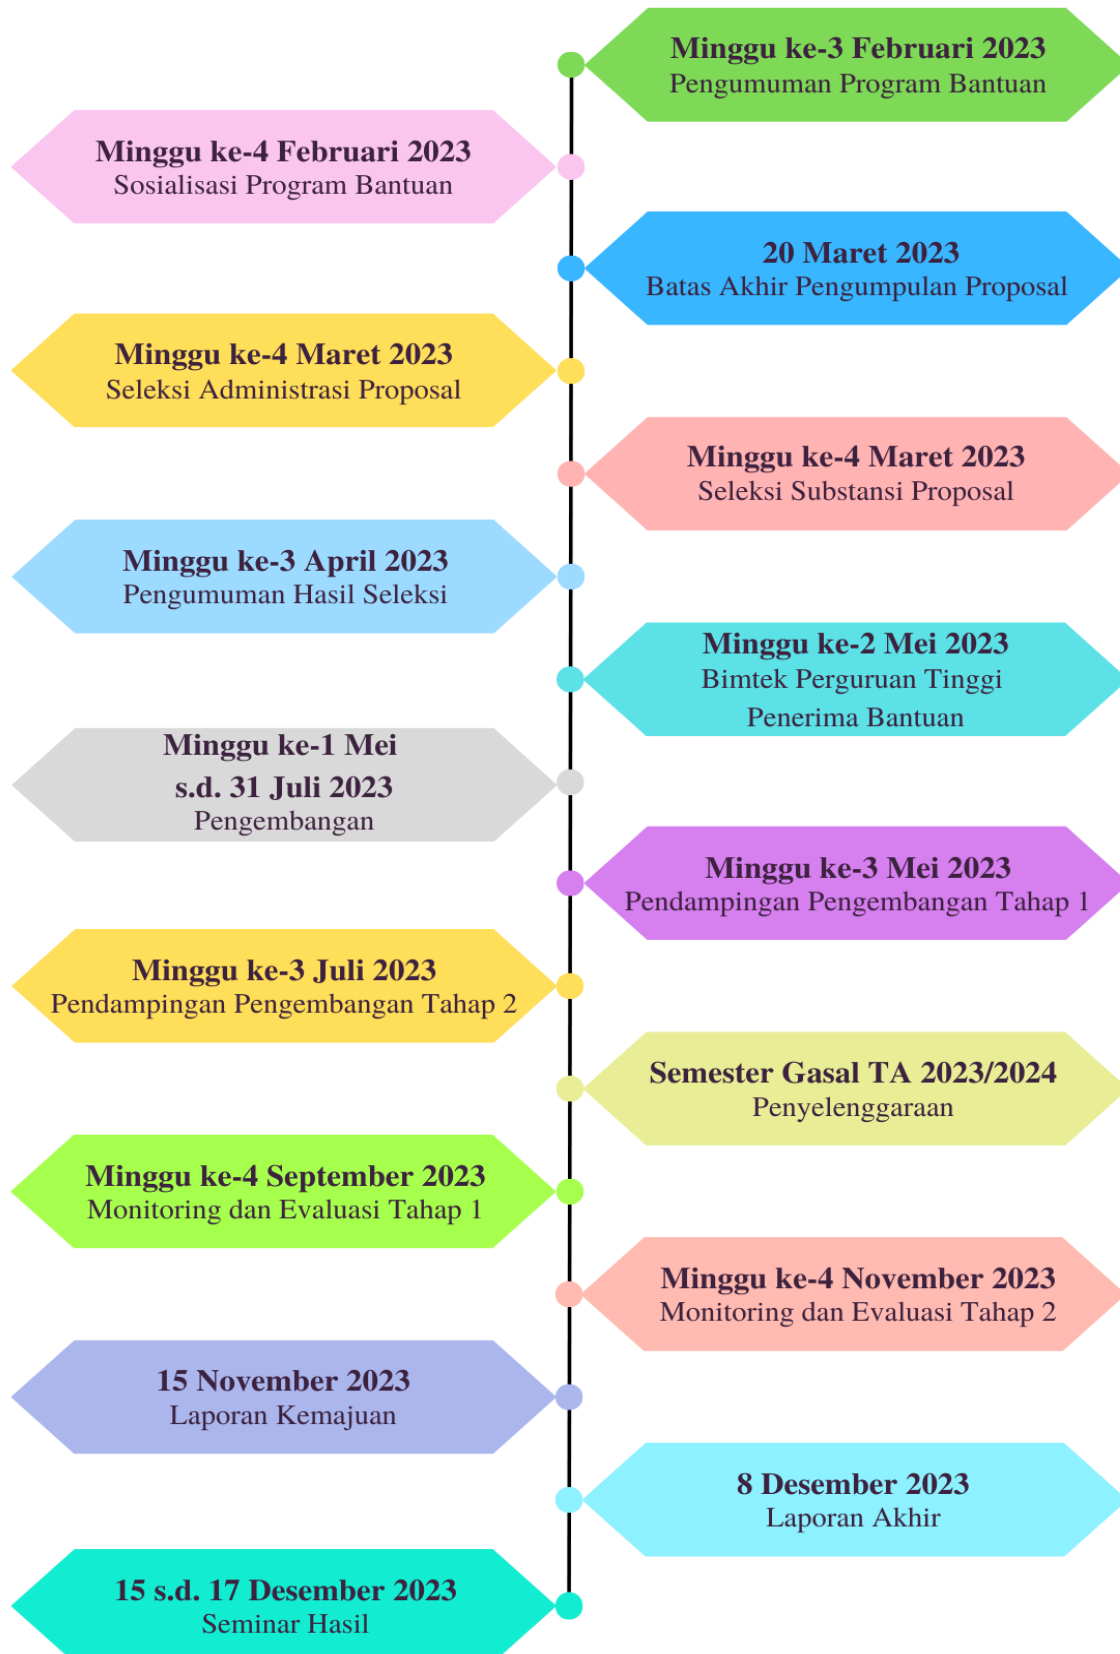 Minggu ke-3 Februari 2023
Pengumuman Program Bantuan
Minggu ke-4 Februari 2023
Sosialisasi Program Bantuan
20 Maret 2023
Batas Akhir Pengumpulan Proposal
Minggu ke-4 Maret 2023
Seleksi Administrasi Proposal
Minggu ke-4 Maret 2023
Seleksi Substansi Proposal
Minggu ke-3 April 2023
Pengumuman Hasil Seleksi
Minggu ke-2 Mei 2023
Bimtek Perguruan Tinggi
Penerima Bantuan
Minggu ke-1 Mei
s.d. 31 Juli 2023
Pengembangan
Minggu ke-3 Mei 2023
Pendampingan Pengembangan Tahap 1
Minggu ke-3 Juli 2023
Pendampingan Pengembangan Tahap 2
Semester Gasal TA 2023/2024
Penyelenggaraan
Minggu ke-4 September 2023
Monitoring dan Evaluasi Tahap 1
Minggu ke-4 November 2023
Monitoring dan Evaluasi Tahap 2
15 November 2023
Laporan Kemajuan
8 Desember 2023
Laporan Akhir
15 s.d. 17 Desember 2023
Seminar Hasil